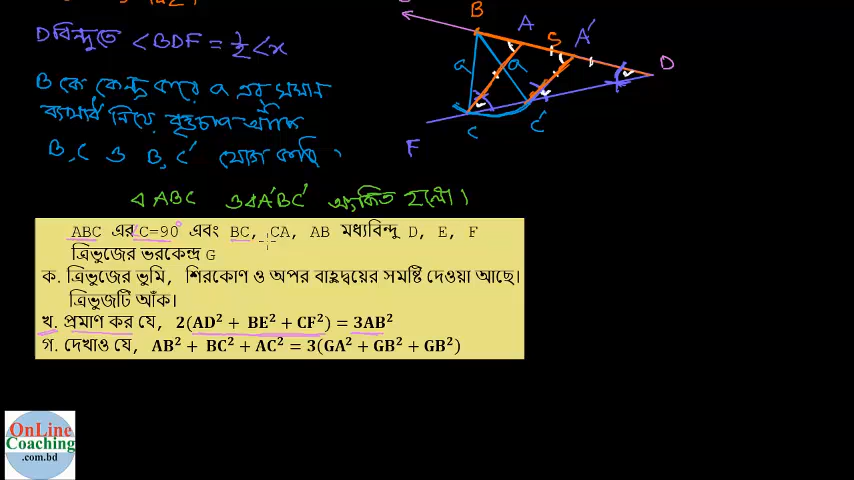 D বিন্দুতে ∠BDF = ½∠x
B কে কেন্দ্র করে a এর সমান
ব্যাসার্ধ নিয়ে বৃত্তচাপ আঁকি
B,C ও B,C′ যোগ করি।
∢ABC ও ∢A′BC′ অংকিত হলো।
ABC এর ∠C=90° এবং BC, CA, AB মধ্যবিন্দু D, E, F
ত্রিভুজের ভরকেন্দ্র G
ক. ত্রিভুজের ভুমি, শিরকোণ ও অপর বাহুদ্বয়ের সমষ্টি দেওয়া আছে।
ত্রিভুজটি আঁক।
খ. প্রমাণ কর যে, 2(AD² + BE² + CF²) = 3AB²
গ. দেখাও যে, AB² + BC² + AC² = 3(GA² + GB² + GB²)
B
A
S
A′
D
a
a
C
C′
F
OnLine
Coaching
.com.bd